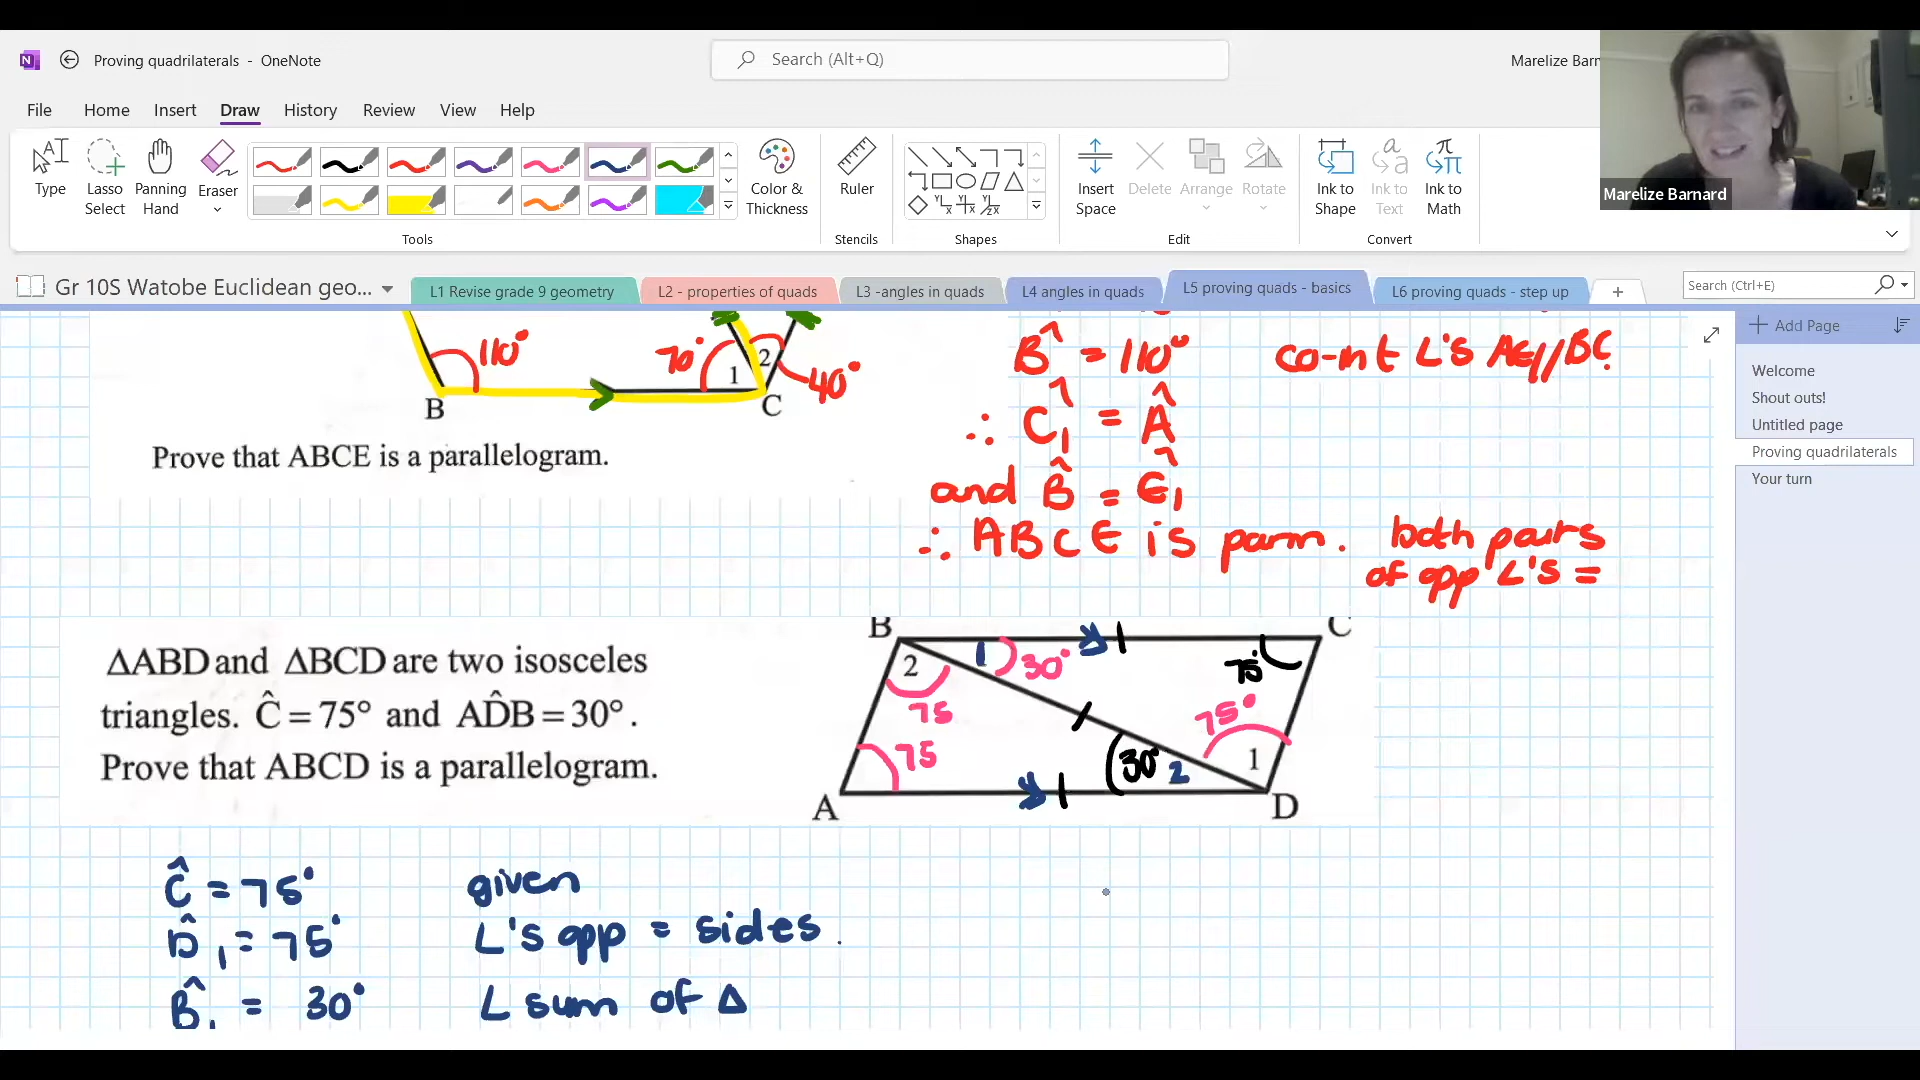 Proving quadrilaterals - OneNote
Search (Alt+Q)
Marelize Barn
File Home Insert Draw History Review View Help
Type
Lasso Select
Panning Hand
Eraser
Color & Thickness
Ruler
Insert Space
Delete
Arrange
Rotate
Ink to Shape
Ink to Text
Ink to Math
Marelize Barnard
Tools
Stencils
Shapes
Edit
Convert
Gr 10S Watobe Euclidean geo...
L1 Revise grade 9 geometry
L2 - properties of quads
L3 -angles in quads
L4 angles in quads
L5 proving quads - basics
L6 proving quads - step up
Search (Ctrl+E)
Add Page
Welcome
Shout outs!
Untitled page
Proving quadrilaterals
Your turn
110°
70°
1
2
40°
B
C
Prove that ABCE is a parallelogram.
B̂ = 110° co-int L's AE//BC
∴ Ĉ₁ = Â
and B̂ = Ê₁
∴ ABCE is parm. both pairs
of opp L's =
ΔABD and ΔBCD are two isosceles
triangles. Ĉ = 75° and AD̂B = 30°.
Prove that ABCD is a parallelogram.
B
C
2
1
30°
75°
75
75°
75
30°
2
1
A
D
Ĉ = 75° given
D̂₁ = 75° L's opp = sides.
B̂₁ = 30° L sum of Δ